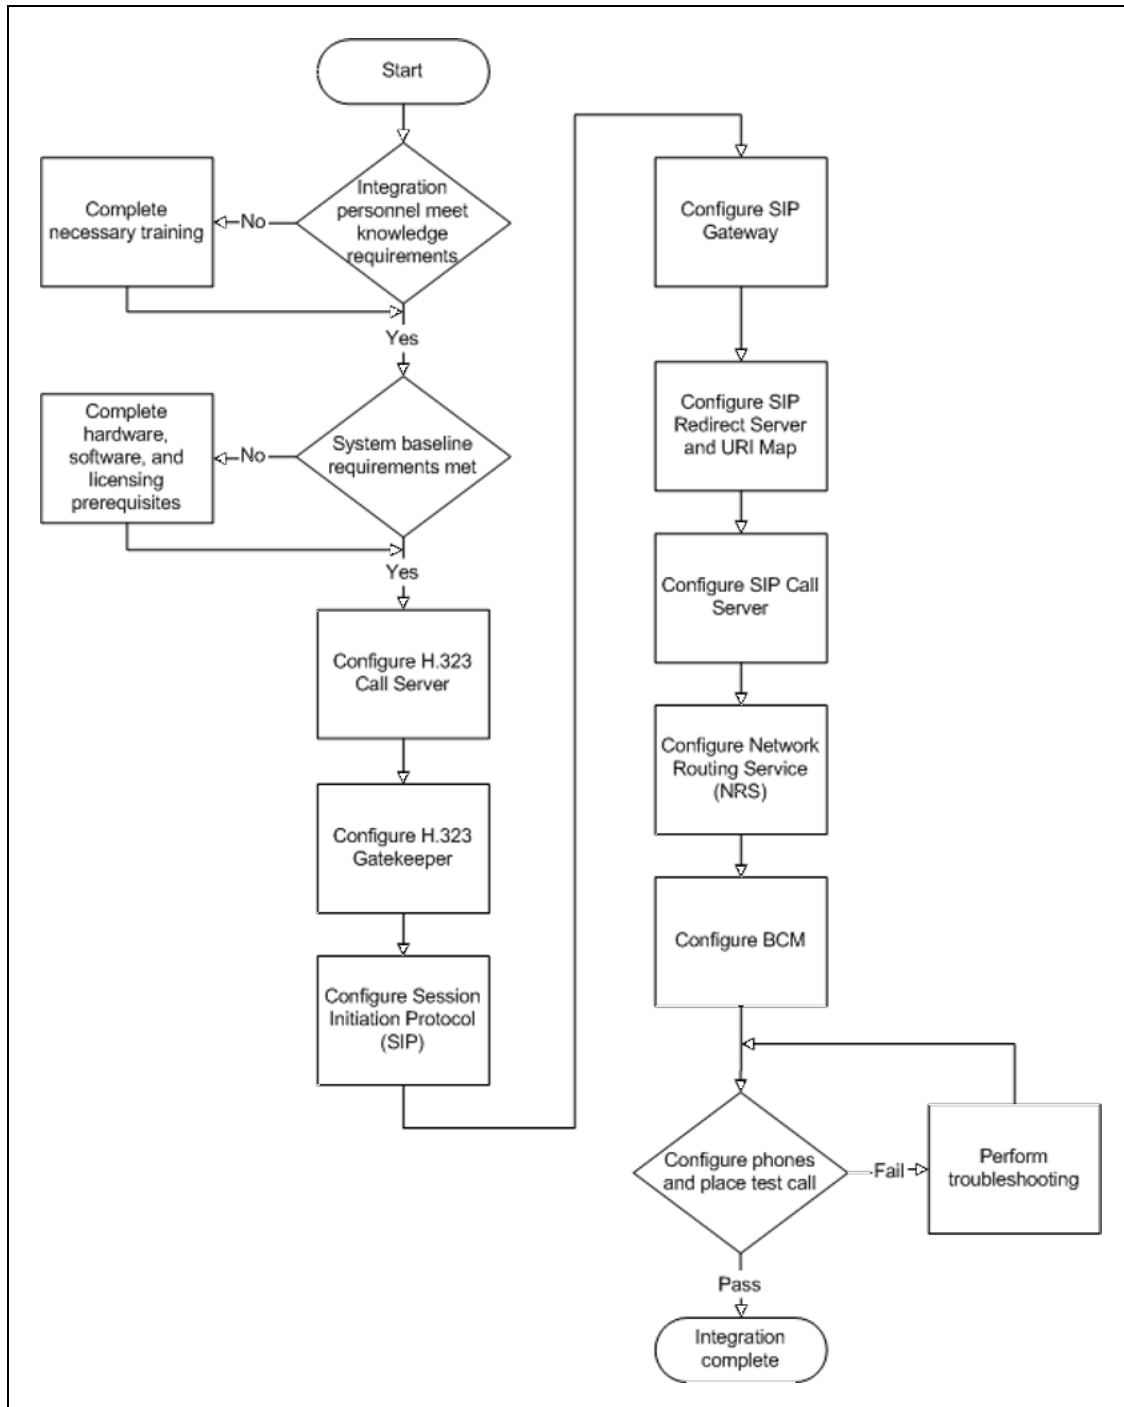 Start
Integration
personnel meet
knowledge
requirements
No
Complete
necessary training
Yes
System baseline
requirements met
No
Complete
hardware,
software, and
licensing
prerequisites
Yes
Configure H.323
Call Server
Configure H.323
Gatekeeper
Configure Session
Initiation Protocol
(SIP)
Configure SIP
Gateway
Configure SIP
Redirect Server
and URI Map
Configure SIP Call
Server
Configure Network
Routing Service
(NRS)
Configure BCM
Configure phones
and place test call
Fail
Perform
troubleshooting
Pass
Integration
complete